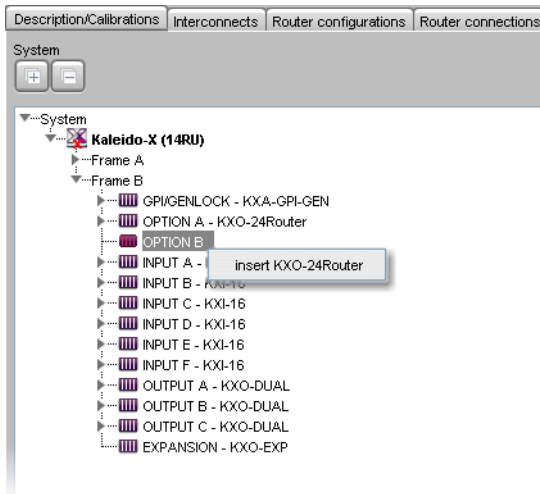 Description/Calibrations Interconnects Router configurations Router connections
System
System
Kaleido-X (14RU)
Frame A
Frame B
GPI/GENLOCK - KXA-GPI-GEN
OPTION A - KXO-24Router
OPTION B
insert KXO-24Router
INPUT A -
INPUT B - KXI-16
INPUT C - KXI-16
INPUT D - KXI-16
INPUT E - KXI-16
INPUT F - KXI-16
OUTPUT A - KXO-DUAL
OUTPUT B - KXO-DUAL
OUTPUT C - KXO-DUAL
EXPANSION - KXO-EXP